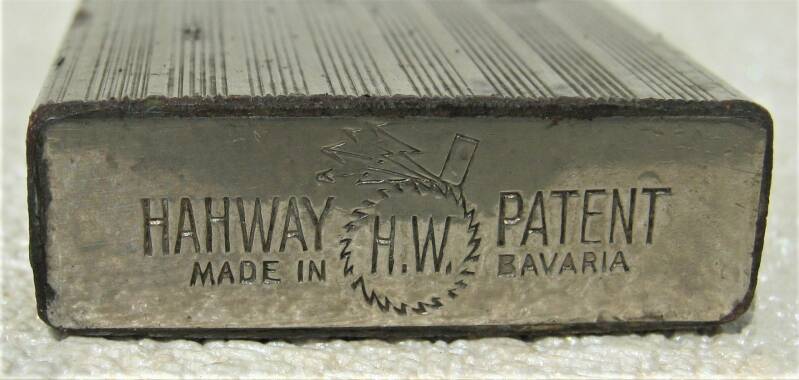 HAHWAY H.W. PATENT
MADE IN BAVARIA